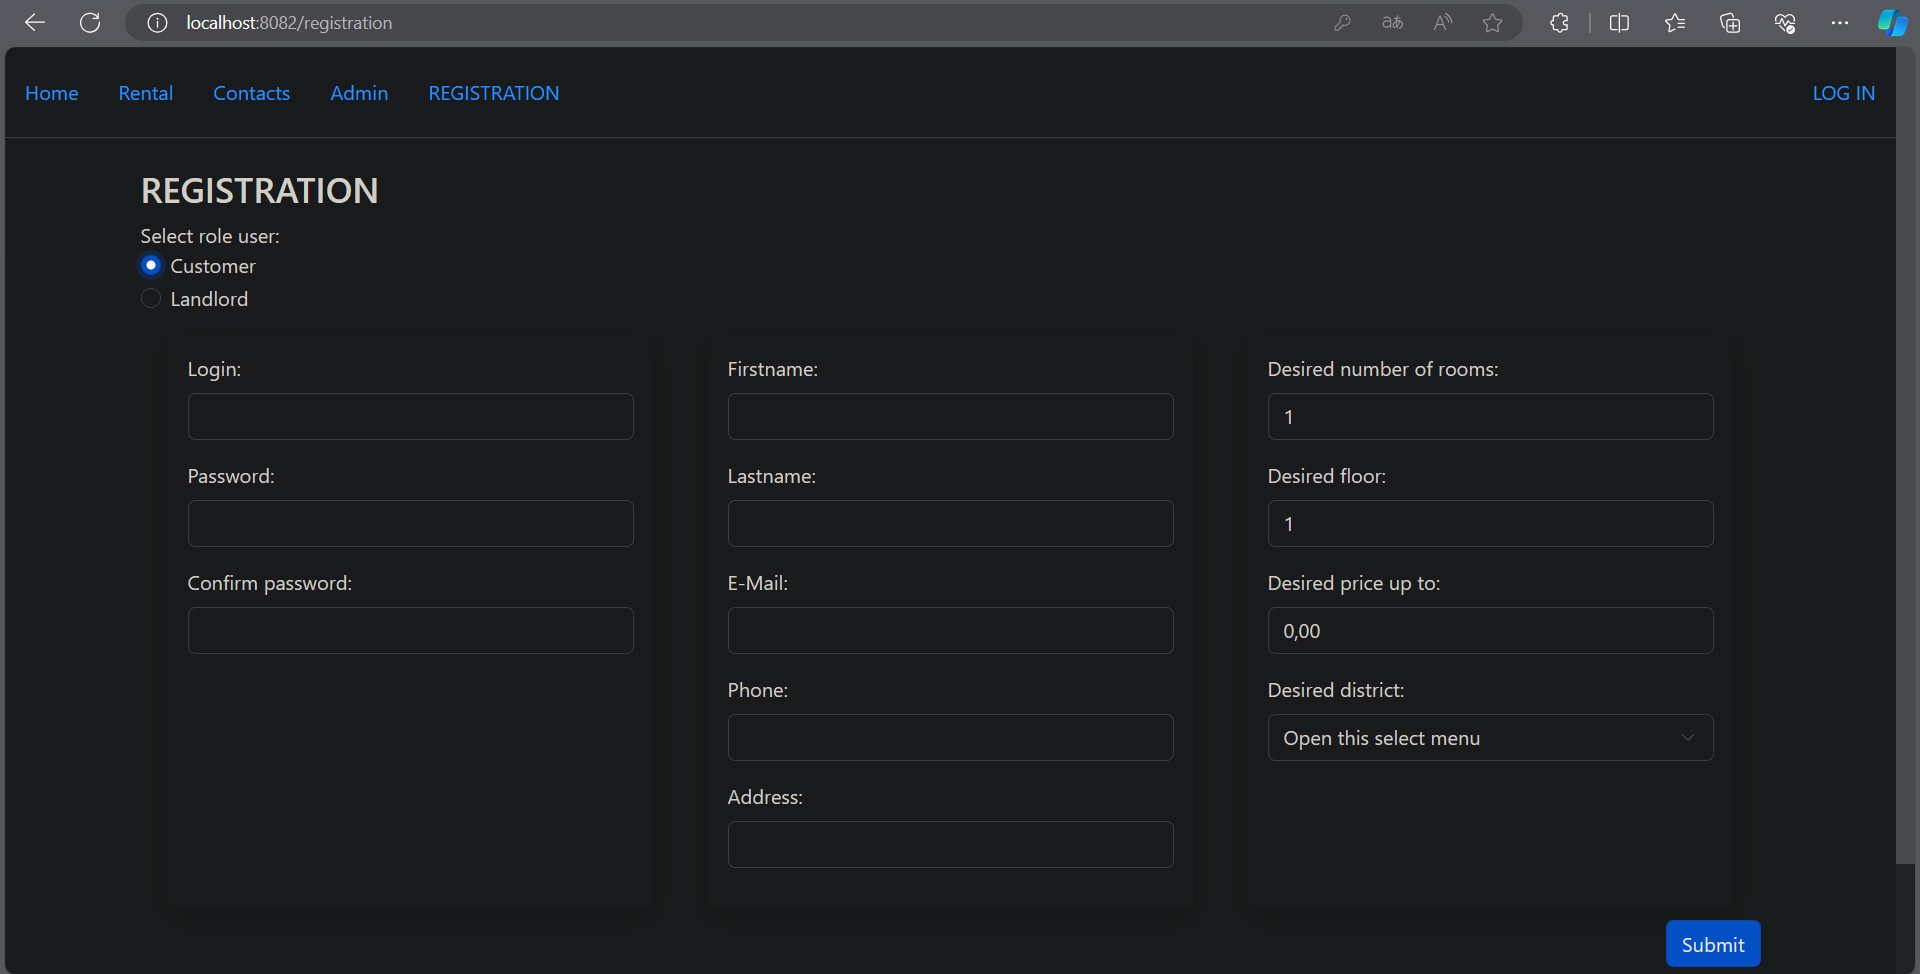 localhost:8082/registration
Home Rental Contacts Admin REGISTRATION LOG IN
REGISTRATION
Select role user:
Customer
Landlord
Login:
Password:
Confirm password:
Firstname:
Lastname:
E-Mail:
Phone:
Address:
Desired number of rooms:
1
Desired floor:
1
Desired price up to:
0,00
Desired district:
Open this select menu
Submit